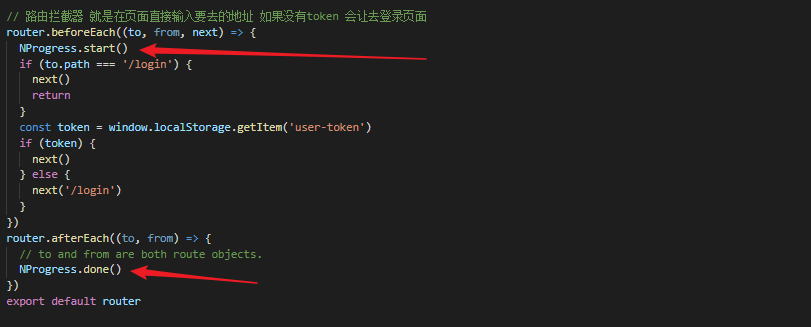 // 路由拦截器 就是在页面直接输入要去的地址 如果没有token 会让去登录页面
router.beforeEach((to, from, next) => {
  NProgress.start()
  if (to.path === '/login') {
    next()
    return
  }
  const token = window.localStorage.getItem('user-token')
  if (token) {
    next()
  } else {
    next('/login')
  }
})
router.afterEach((to, from) => {
  // to and from are both route objects.
  NProgress.done()
})
export default router